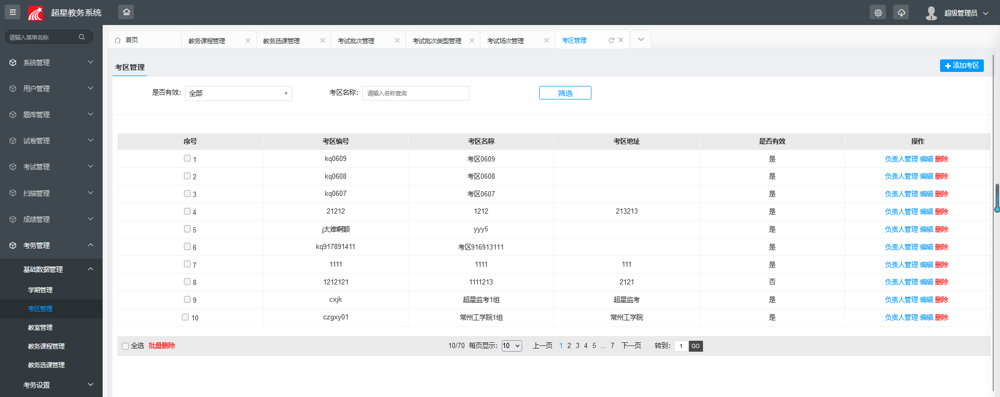 超星教务系统
超级管理员
请输入菜单名称
系统管理
用户管理
题库管理
试卷管理
考试管理
扫描管理
成绩管理
考务管理
基础数据管理
学期管理
考区管理
教室管理
教务课程管理
教务选课管理
考务设置
首页 教务课程管理 教务选课管理 考试批次管理 考试批次类型管理 考试场次管理 考区管理
考区管理
添加考区
是否有效: 全部 考区名称: 请输入名称查询 筛选
序号 考区编号 考区名称 考区地址 是否有效 操作
1 kq0609 考区0609 是 负责人管理 编辑 删除
2 kq0608 考区0608 是 负责人管理 编辑 删除
3 kq0607 考区0607 是 负责人管理 编辑 删除
4 21212 1212 213213 是 负责人管理 编辑 删除
5 j太难啊额 yyy5 是 负责人管理 编辑 删除
6 kq917891411 考区916913111 是 负责人管理 编辑 删除
7 1111 1111 111 是 负责人管理 编辑 删除
8 1212121 1111213 2121 否 负责人管理 编辑 删除
9 cxjk 超星监考1组 超星监考 是 负责人管理 编辑 删除
10 czgxy01 常州工学院1组 常州工学院 是 负责人管理 编辑 删除
全选 批量删除 10/70 每页显示: 10 上一页 1 2 3 4 5 ... 7 下一页 转到: 1 GO